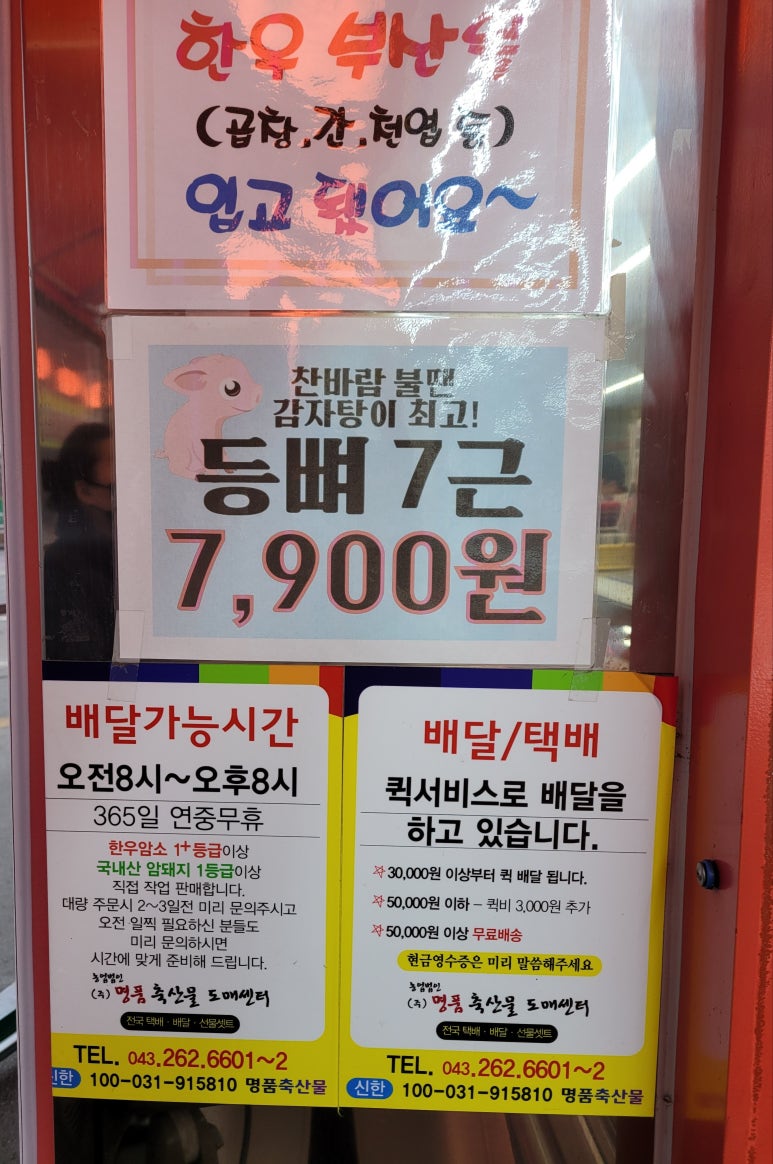 한우 부산물
(곱창.간.천엽 등)
입고 됐어요~
찬바람 불땐
감자탕이 최고!
등뼈 7근
7,900원
배달가능시간
오전8시~오후8시
365일 연중무휴
한우암소 1+등급이상
국내산 암돼지 1등급이상
직접 작업 판매합니다.
대량 주문시 2~3일전 미리 문의주시고
오전 일찍 필요하신 분들도
미리 문의하시면
시간에 맞게 준비해 드립니다.
농업법인
(주) 명품 축산물 도매센터
전국 택배 · 배달 · 선물셋트
TEL. 043.262.6601~2
신한 100-031-915810 명품축산물
배달/택배
퀵서비스로 배달을
하고 있습니다.
☆30,000원 이상부터 퀵 배달 됩니다.
☆50,000원 이하 - 퀵비 3,000원 추가
☆50,000원 이상 무료배송
현금영수증은 미리 말씀해주세요
농업법인
(주) 명품 축산물 도매센터
전국 택배 · 배달 · 선물셋트
TEL. 043.262.6601~2
신한 100-031-915810 명품축산물